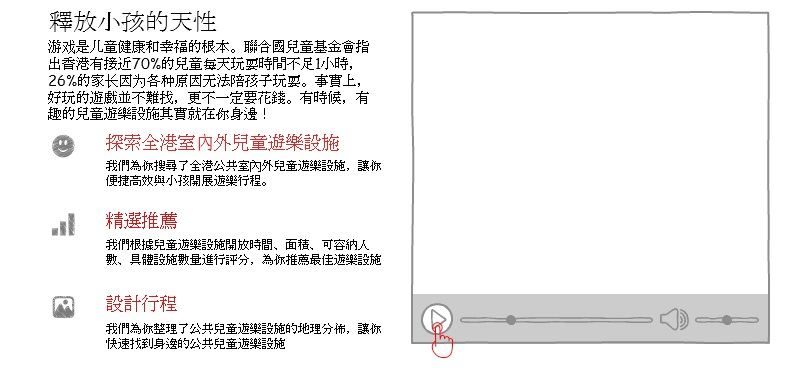 釋放小孩的天性
游戏是儿童健康和幸福的根本。聯合國兒童基金會指
出香港有接近70%的兒童每天玩耍時間不足1小時，
26%的家长因为各种原因无法陪孩子玩耍。事實上，
好玩的遊戲並不難找，更不一定要花錢。有時候，有
趣的兒童遊樂設施其實就在你身邊！
探索全港室內外兒童遊樂設施
我們為你搜尋了全港公共室內外兒童遊樂設施，讓你
便捷高效與小孩開展遊樂行程。
精選推薦
我們根據兒童遊樂設施開放時間、面積、可容納人
數、具體設施數量進行評分，為你推薦最佳遊樂設施
設計行程
我們為你整理了公共兒童遊樂設施的地理分佈，讓你
快速找到身邊的公共兒童遊樂設施